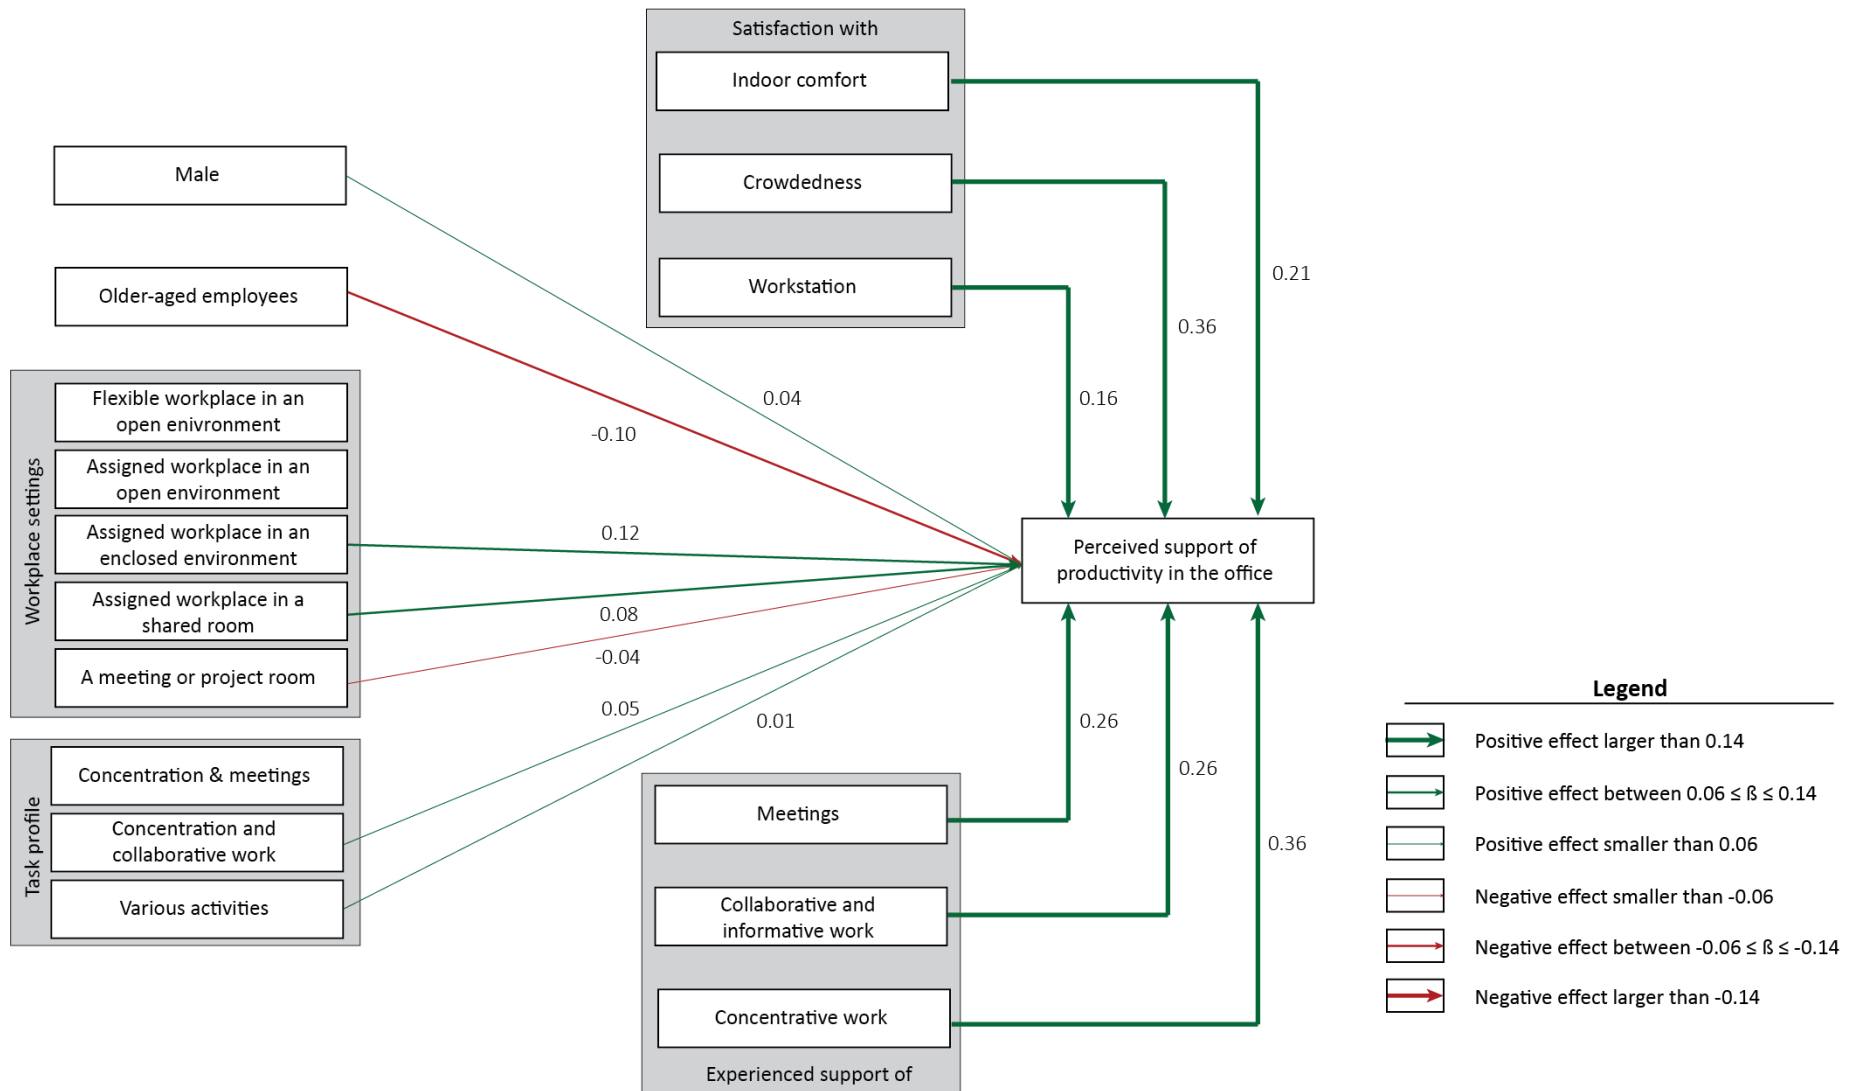 Satisfaction with
Indoor comfort
Crowdedness
Workstation
Male
Older-aged employees
Workplace settings
Flexible workplace in an
open enivronment
Assigned workplace in an
open environment
Assigned workplace in an
enclosed environment
Assigned workplace in a
shared room
A meeting or project room
Task profile
Concentration & meetings
Concentration and
collaborative work
Various activities
0.04
-0.10
0.12
0.08
-0.04
0.05
0.01
0.16
0.36
0.21
Perceived support of
productivity in the office
0.26
0.26
0.36
Meetings
Collaborative and
informative work
Concentrative work
Experienced support of
Legend
Positive effect larger than 0.14
Positive effect between 0.06 ≤ ß ≤ 0.14
Positive effect smaller than 0.06
Negative effect smaller than -0.06
Negative effect between -0.06 ≤ ß ≤ -0.14
Negative effect larger than -0.14